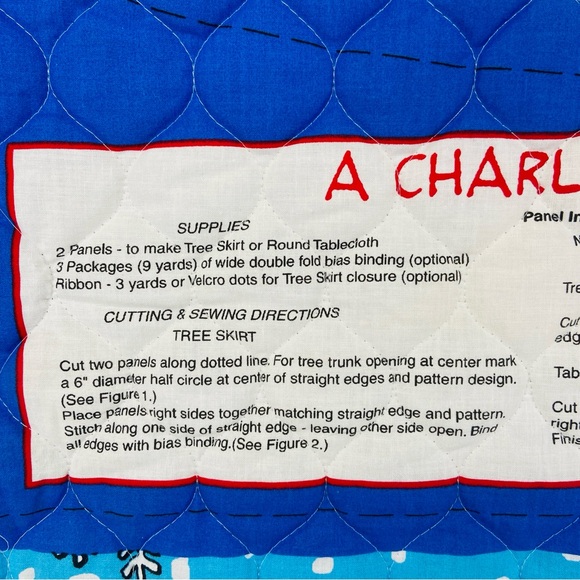 A CHARL
SUPPLIES
2 Panels - to make Tree Skirt or Round Tablecloth
3 Packages (9 yards) of wide double fold bias binding (optional)
Ribbon - 3 yards or Velcro dots for Tree Skirt closure (optional)
CUTTING & SEWING DIRECTIONS
TREE SKIRT
Cut two panels along dotted line. For tree trunk opening at center mark
a 6" diameter half circle at center of straight edges and pattern design.
(See Figure 1.)
Place panels right sides together matching straight edge and pattern.
Stitch along one side of straight edge - leaving other side open. Bind
all edges with bias binding.(See Figure 2.)
Panel In
N
Tre
Cut
edg
Tab
Cut
righ
Finis